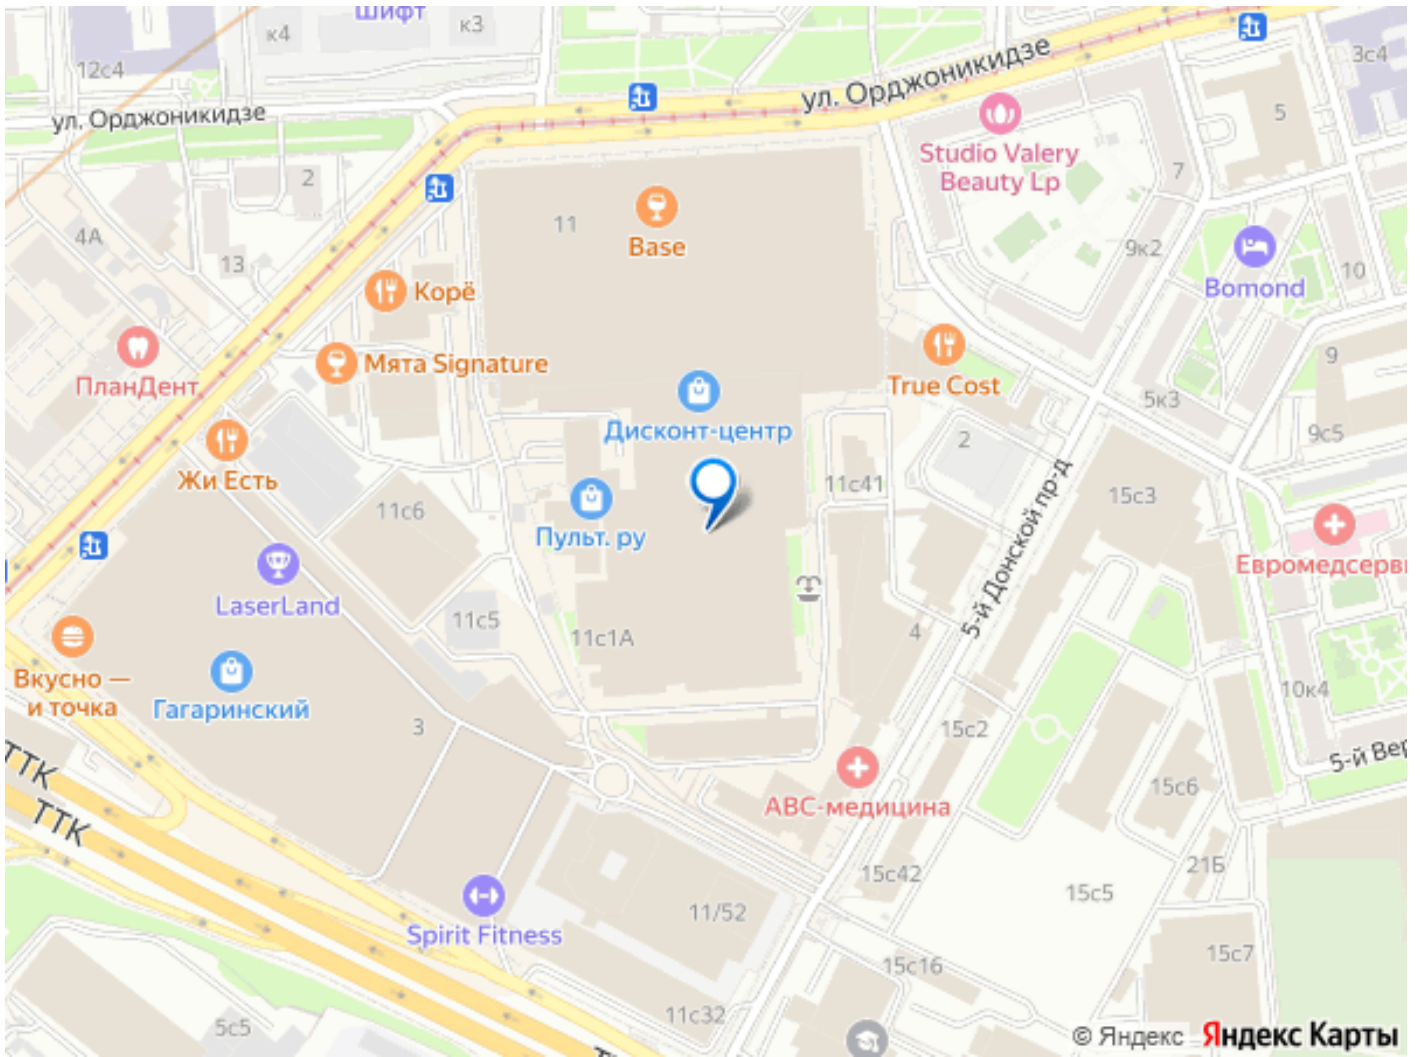 Шифт
к4
к3
12с4
3с4
ул. Орджоникидзе
ул. Орджоникидзе
5
Studio Valery
Beauty Lp
7
2
11
Base
4А
13
9к2
Bomond
10
Корё
ПланДент
Мята Signature
True Cost
9
5к3
9с5
Дисконт-центр
2
Жи Есть
11с6
Пульт. ру
11с41
5-й Донской пр-д
15с3
Евромедсерви
LaserLand
11с5
11с1А
4
Вкусно —
и точка
Гагаринский
3
10к4
15с2
5-й Вер
ТТК
ТТК
АВС-медицина
15с6
21Б
15с42
15с5
11/52
Spirit Fitness
15с16
15с7
11с32
5с5
© Яндекс Яндекс Карты